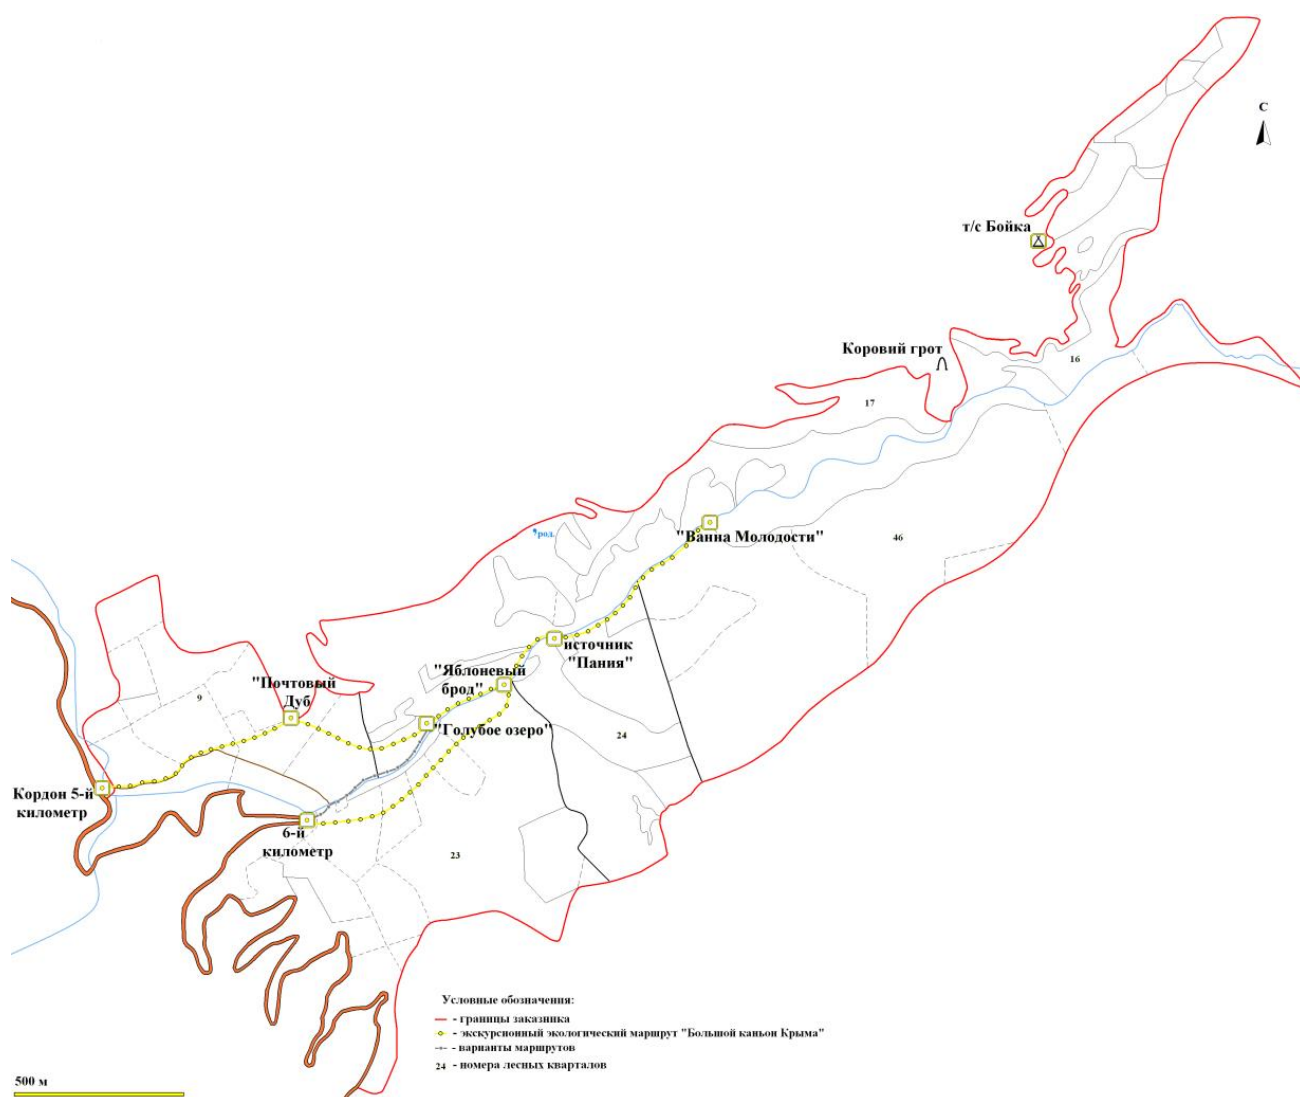 С
т/с Бойка
Коровий грот
16
17
"Ванна Молодости"
46
род.
источник
"Пания"
"Яблоневый
брод"
"Почтовый
Дуб"
9
"Голубое озеро"
24
Кордон 5-й
километр
6-й
километр
23
Условные обозначения:
- границы заказника
- экскурсионный экологический маршрут "Большой каньон Крыма"
- варианты маршрутов
24 - номера лесных кварталов
500 м